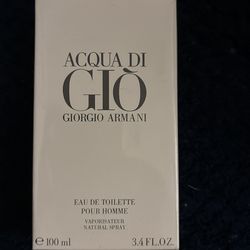 ACQUA DI
GIÒ
GIORGIO ARMANI
EAU DE TOILETTE
POUR HOMME
VAPORISATEUR
NATURAL SPRAY
e 100 ml 3.4 FL.OZ.